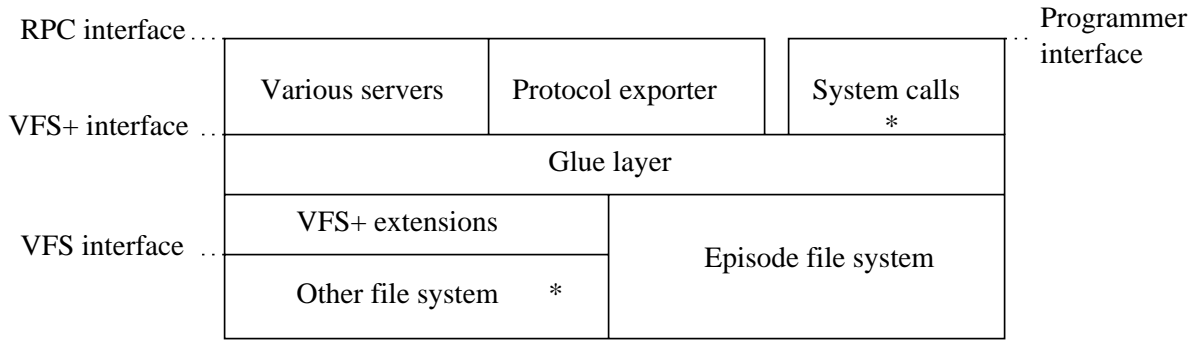 RPC interface
Programmer
interface
Various servers
Protocol exporter
System calls
*
VFS+ interface
Glue layer
VFS+ extensions
VFS interface
Episode file system
Other file system *